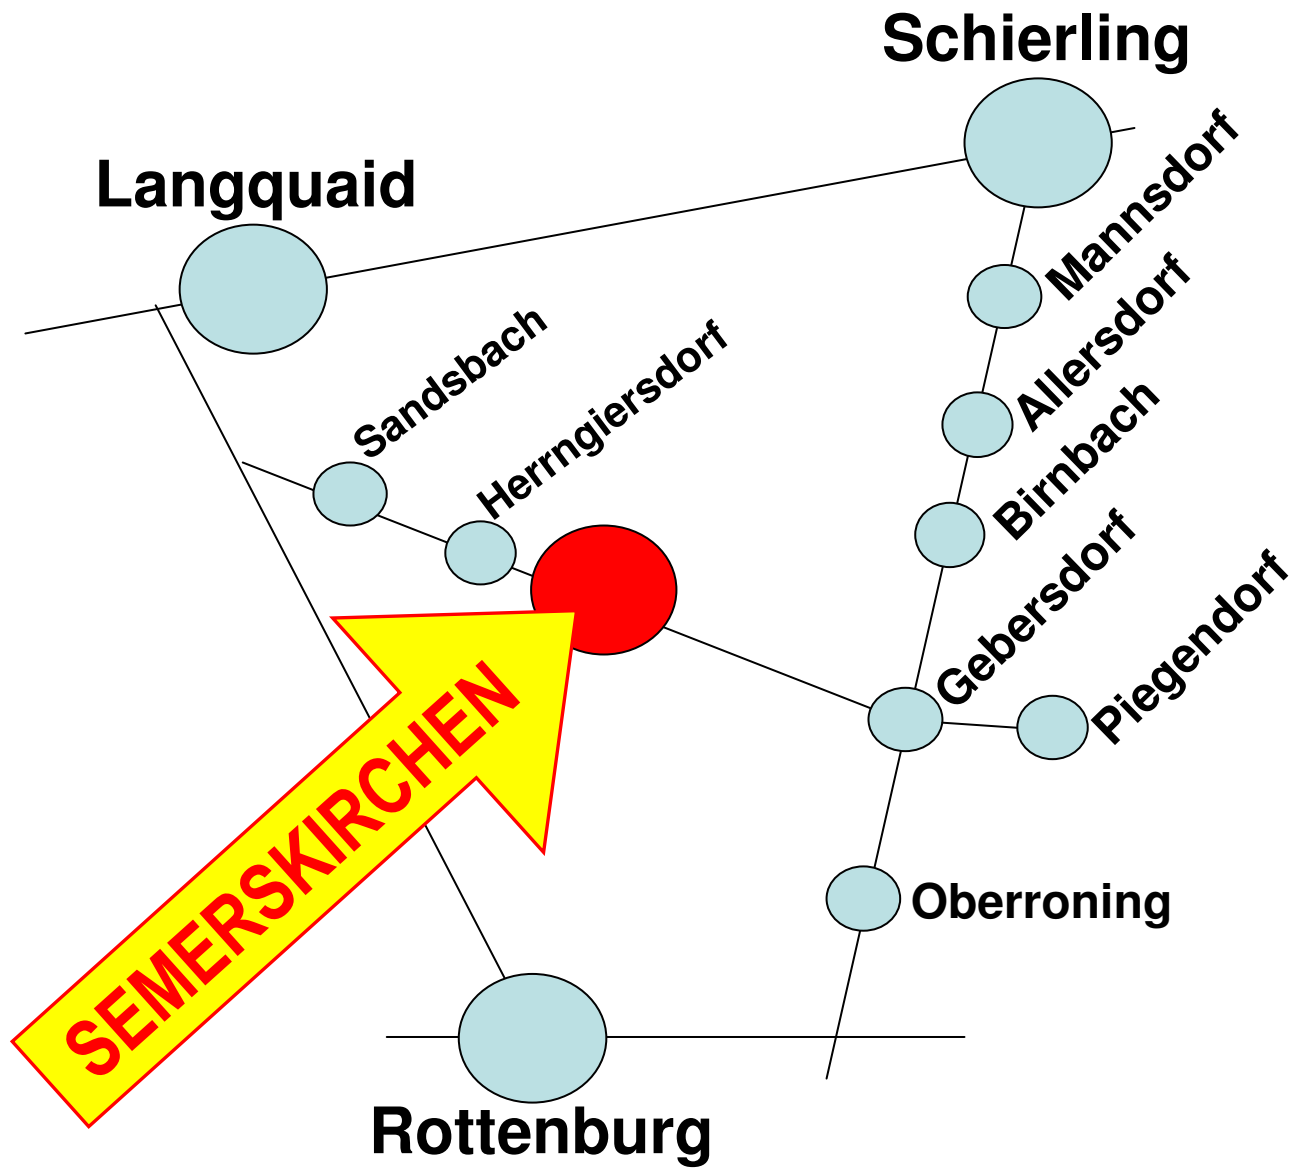 Schierling
Langquaid
Mannsdorf
Allersdorf
Sandsbach
Herrngiersdorf
Birnbach
Gebersdorf
Piegendorf
SEMERSKIRCHEN
Oberroning
Rottenburg